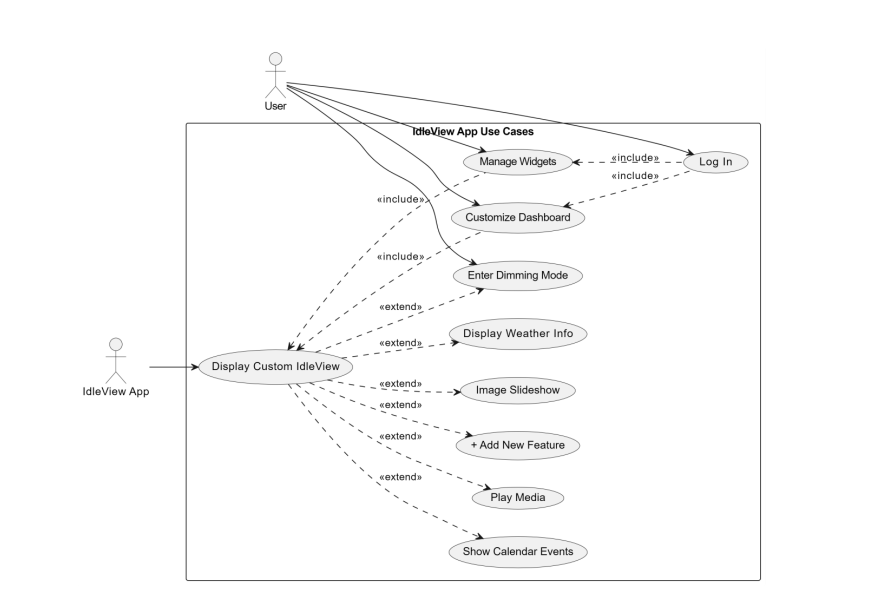 User
IdleView App Use Cases
Manage Widgets
«include»
Log In
«include»
«include»
Customize Dashboard
«include»
Enter Dimming Mode
«extend»
Display Weather Info
«extend»
Display Custom IdleView
IdleView App
Image Slideshow
«extend»
«extend»
+ Add New Feature
«extend»
Play Media
«extend»
Show Calendar Events